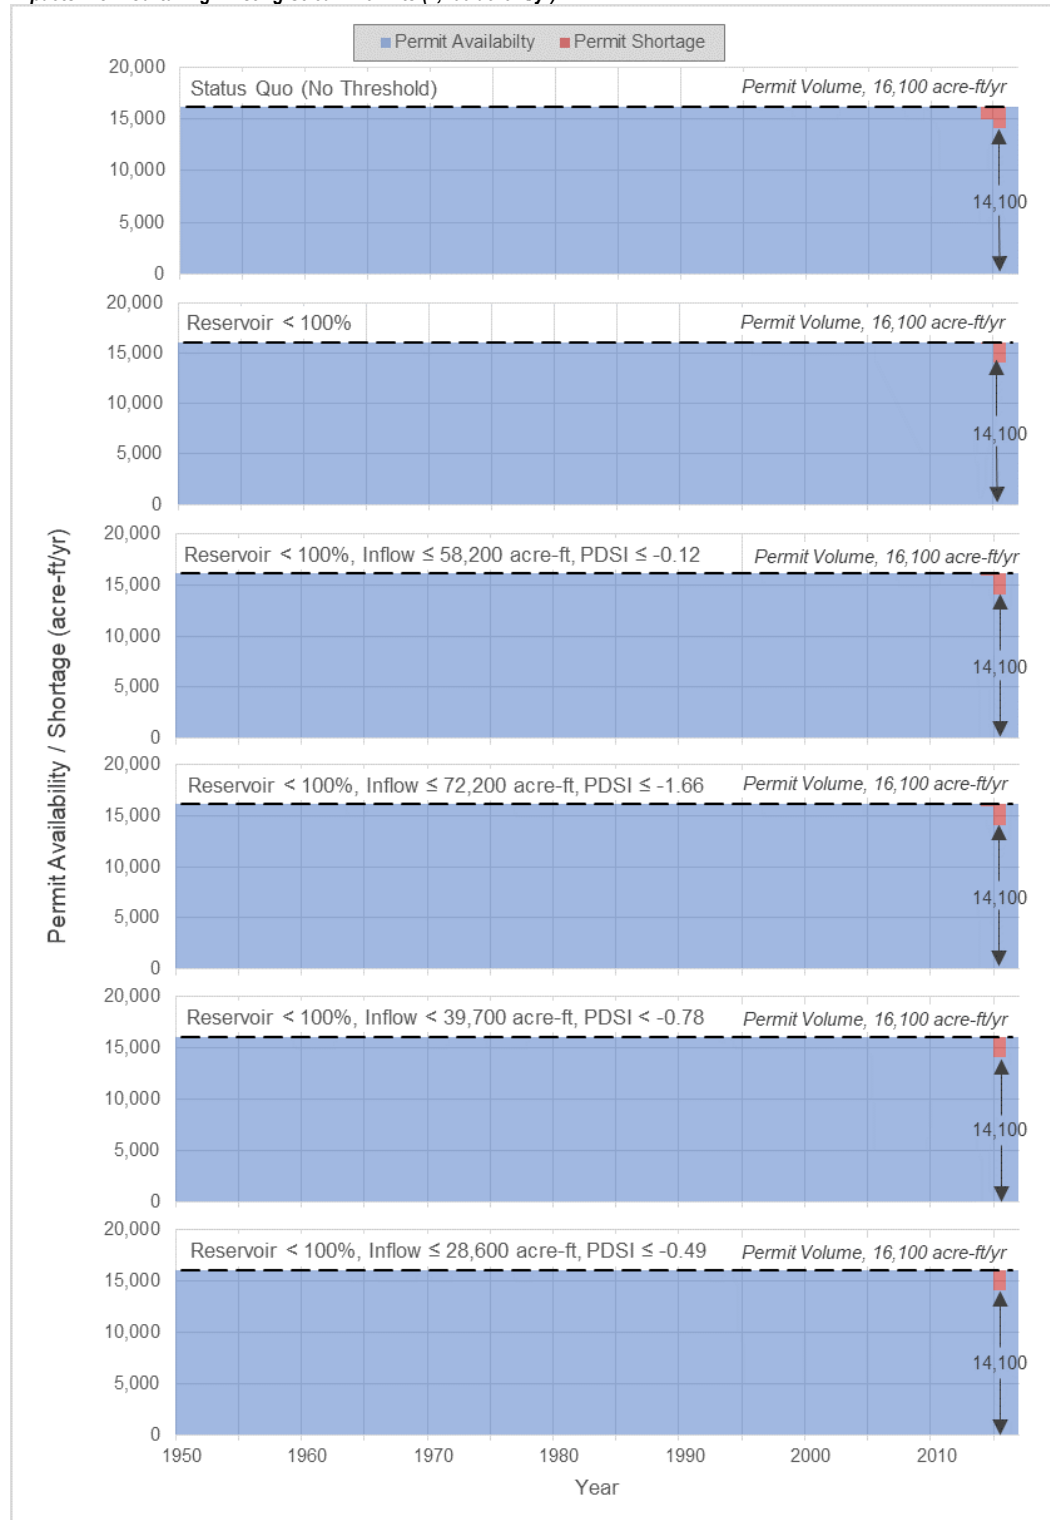 Permit Availabilty Permit Shortage
Permit Availability / Shortage (acre-ft/yr)
20,000
15,000
10,000
5,000
0
Status Quo (No Threshold)
Permit Volume, 16,100 acre-ft/yr
14,100
20,000
15,000
10,000
5,000
0
Reservoir < 100%
Permit Volume, 16,100 acre-ft/yr
14,100
20,000
15,000
10,000
5,000
0
Reservoir < 100%, Inflow ≤ 58,200 acre-ft, PDSI ≤ -0.12
Permit Volume, 16,100 acre-ft/yr
14,100
20,000
15,000
10,000
5,000
0
Reservoir < 100%, Inflow ≤ 72,200 acre-ft, PDSI ≤ -1.66
Permit Volume, 16,100 acre-ft/yr
14,100
20,000
15,000
10,000
5,000
0
Reservoir < 100%, Inflow < 39,700 acre-ft, PDSI < -0.78
Permit Volume, 16,100 acre-ft/yr
14,100
20,000
15,000
10,000
5,000
0
Reservoir < 100%, Inflow ≤ 28,600 acre-ft, PDSI ≤ -0.49
Permit Volume, 16,100 acre-ft/yr
14,100
1950 1960 1970 1980 1990 2000 2010
Year